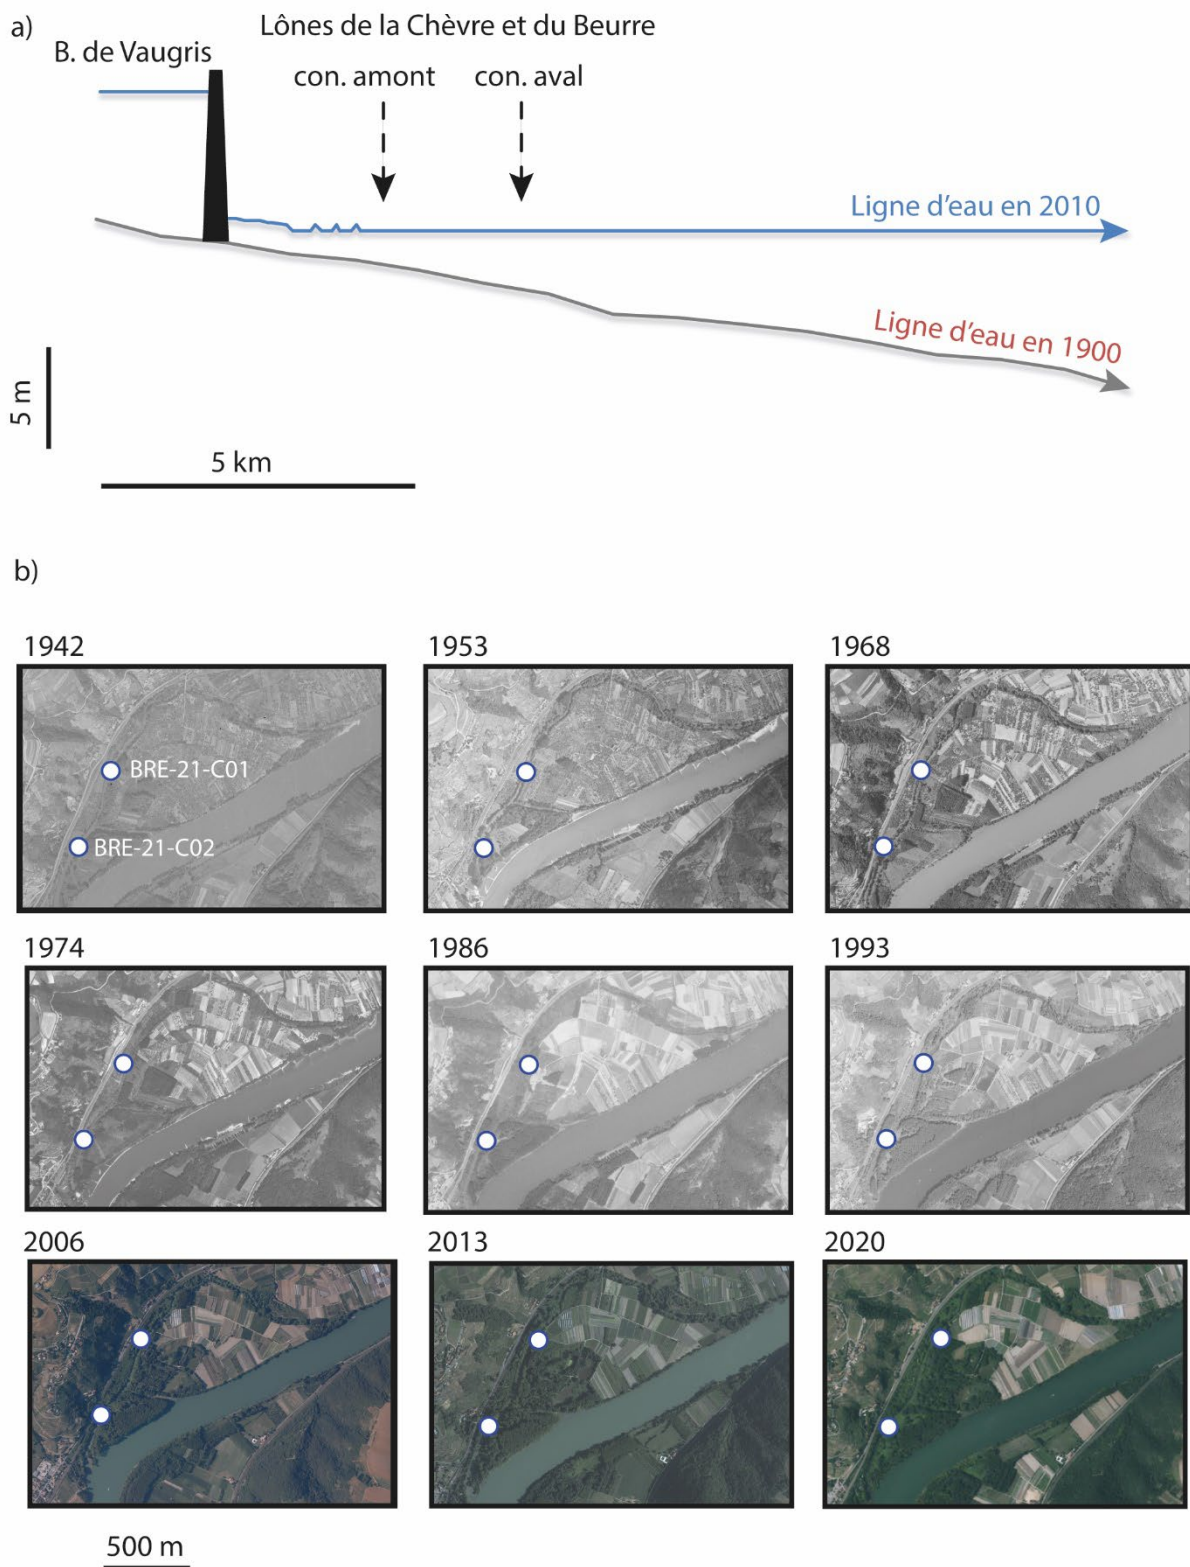 a)
Lônes de la Chèvre et du Beurre
B. de Vaugris
con. amont
con. aval
Ligne d'eau en 2010
Ligne d'eau en 1900
5 m
5 km
b)
1942
1953
1968
BRE-21-C01
BRE-21-C02
1974
1986
1993
2006
2013
2020
500 m